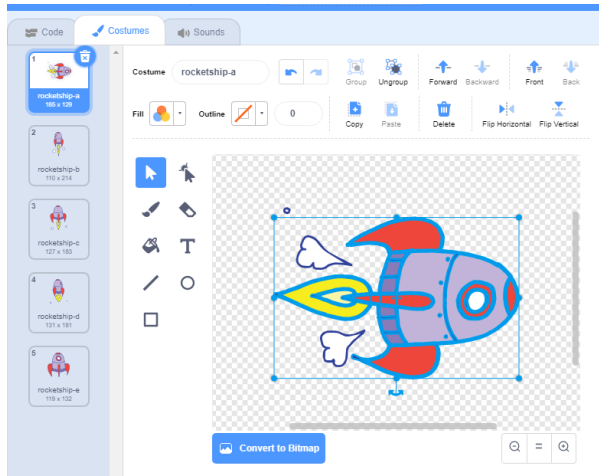 Code
Costumes
Sounds
1
rocketship-a
165 x 129
2
rocketship-b
110 x 214
3
rocketship-c
127 x 183
4
rocketship-d
131 x 181
5
rocketship-e
119 x 132
Costume rocketship-a
Group Ungroup Forward Backward Front Back
Fill Outline 0
Copy Paste Delete Flip Horizontal Flip Vertical
T
Convert to Bitmap